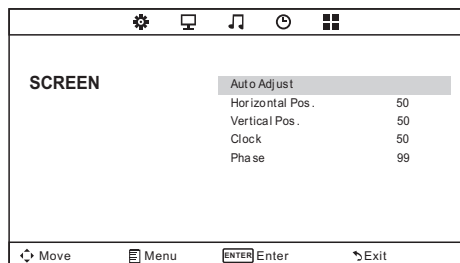 SCREEN
Auto Adjust
Horizontal Pos. 50
Vertical Pos. 50
Clock 50
Phase 99
Move Menu ENTER Enter Exit